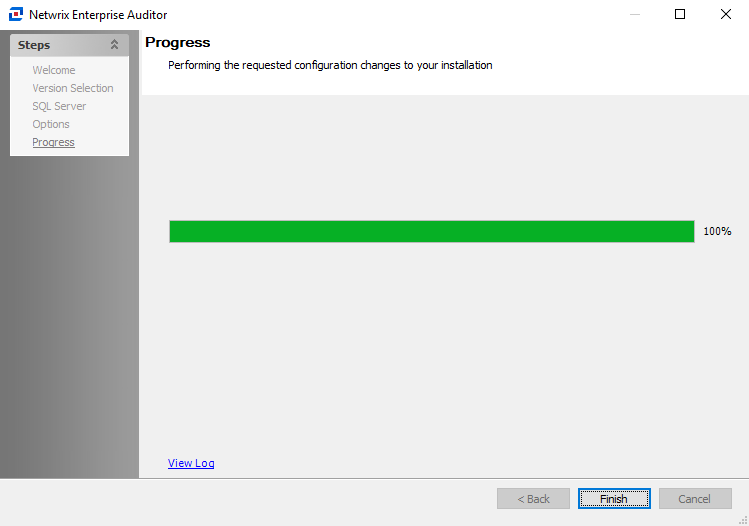 Netwrix Enterprise Auditor
Steps
Welcome
Version Selection
SQL Server
Options
Progress
Progress
Performing the requested configuration changes to your installation
100%
View Log
< Back
Finish
Cancel